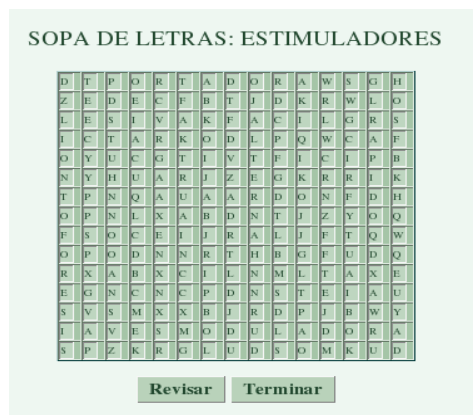 SOPA DE LETRAS: ESTIMULADORES
D T P O R T A D O R A W S G H
Z E D E C F B T J D K R W L O
L E S I V A K F A C I L G R S
I C T A R K O D L P Q W C A F
O Y U C G T I V T F I C I P B
N Y H U A R J Z E G K R R I K
T P N Q A U A A R D O N F D H
O P N L X A B D N T J Z Y O Q
F S O C E I J R A L J F T Q W
O P O D N N R T H B G F U D Q
R X A B X C I L N M L T A X E
E G N C N C P D N S T E I A U
S V S M X X B J R D P J B W Y
I A V E S M O D U L A D O R A
S P Z K R G L U D S O M K U D
Revisar Terminar